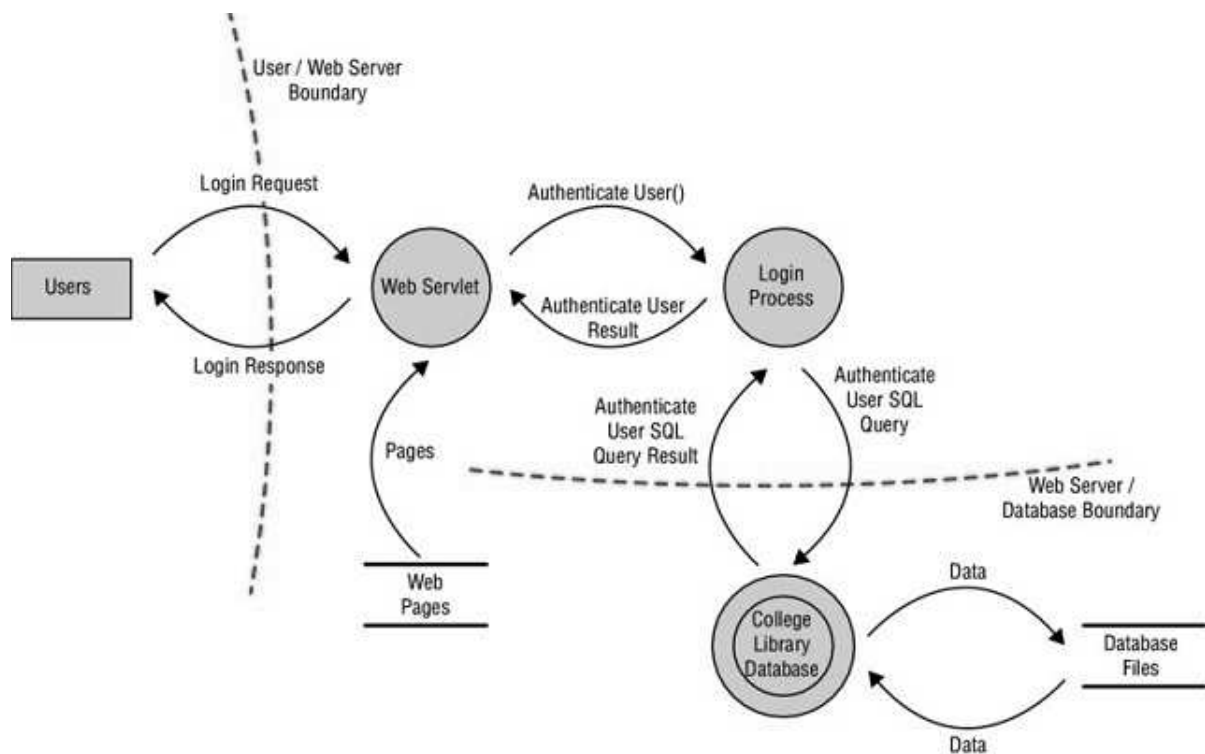 User / Web Server
Boundary
Login Request
Authenticate User()
Users
Web Servlet
Login
Process
Authenticate User
Result
Login Response
Authenticate
User SQL
Query
Authenticate
User SQL
Query Result
Pages
Web Server /
Database Boundary
Web
Pages
Data
College
Library
Database
Database
Files
Data